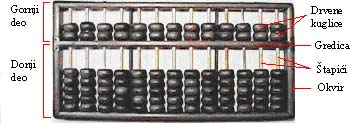 Gornji
deo
Donji
deo
Drvene
kuglice
Gredica
Štapići
Okvir